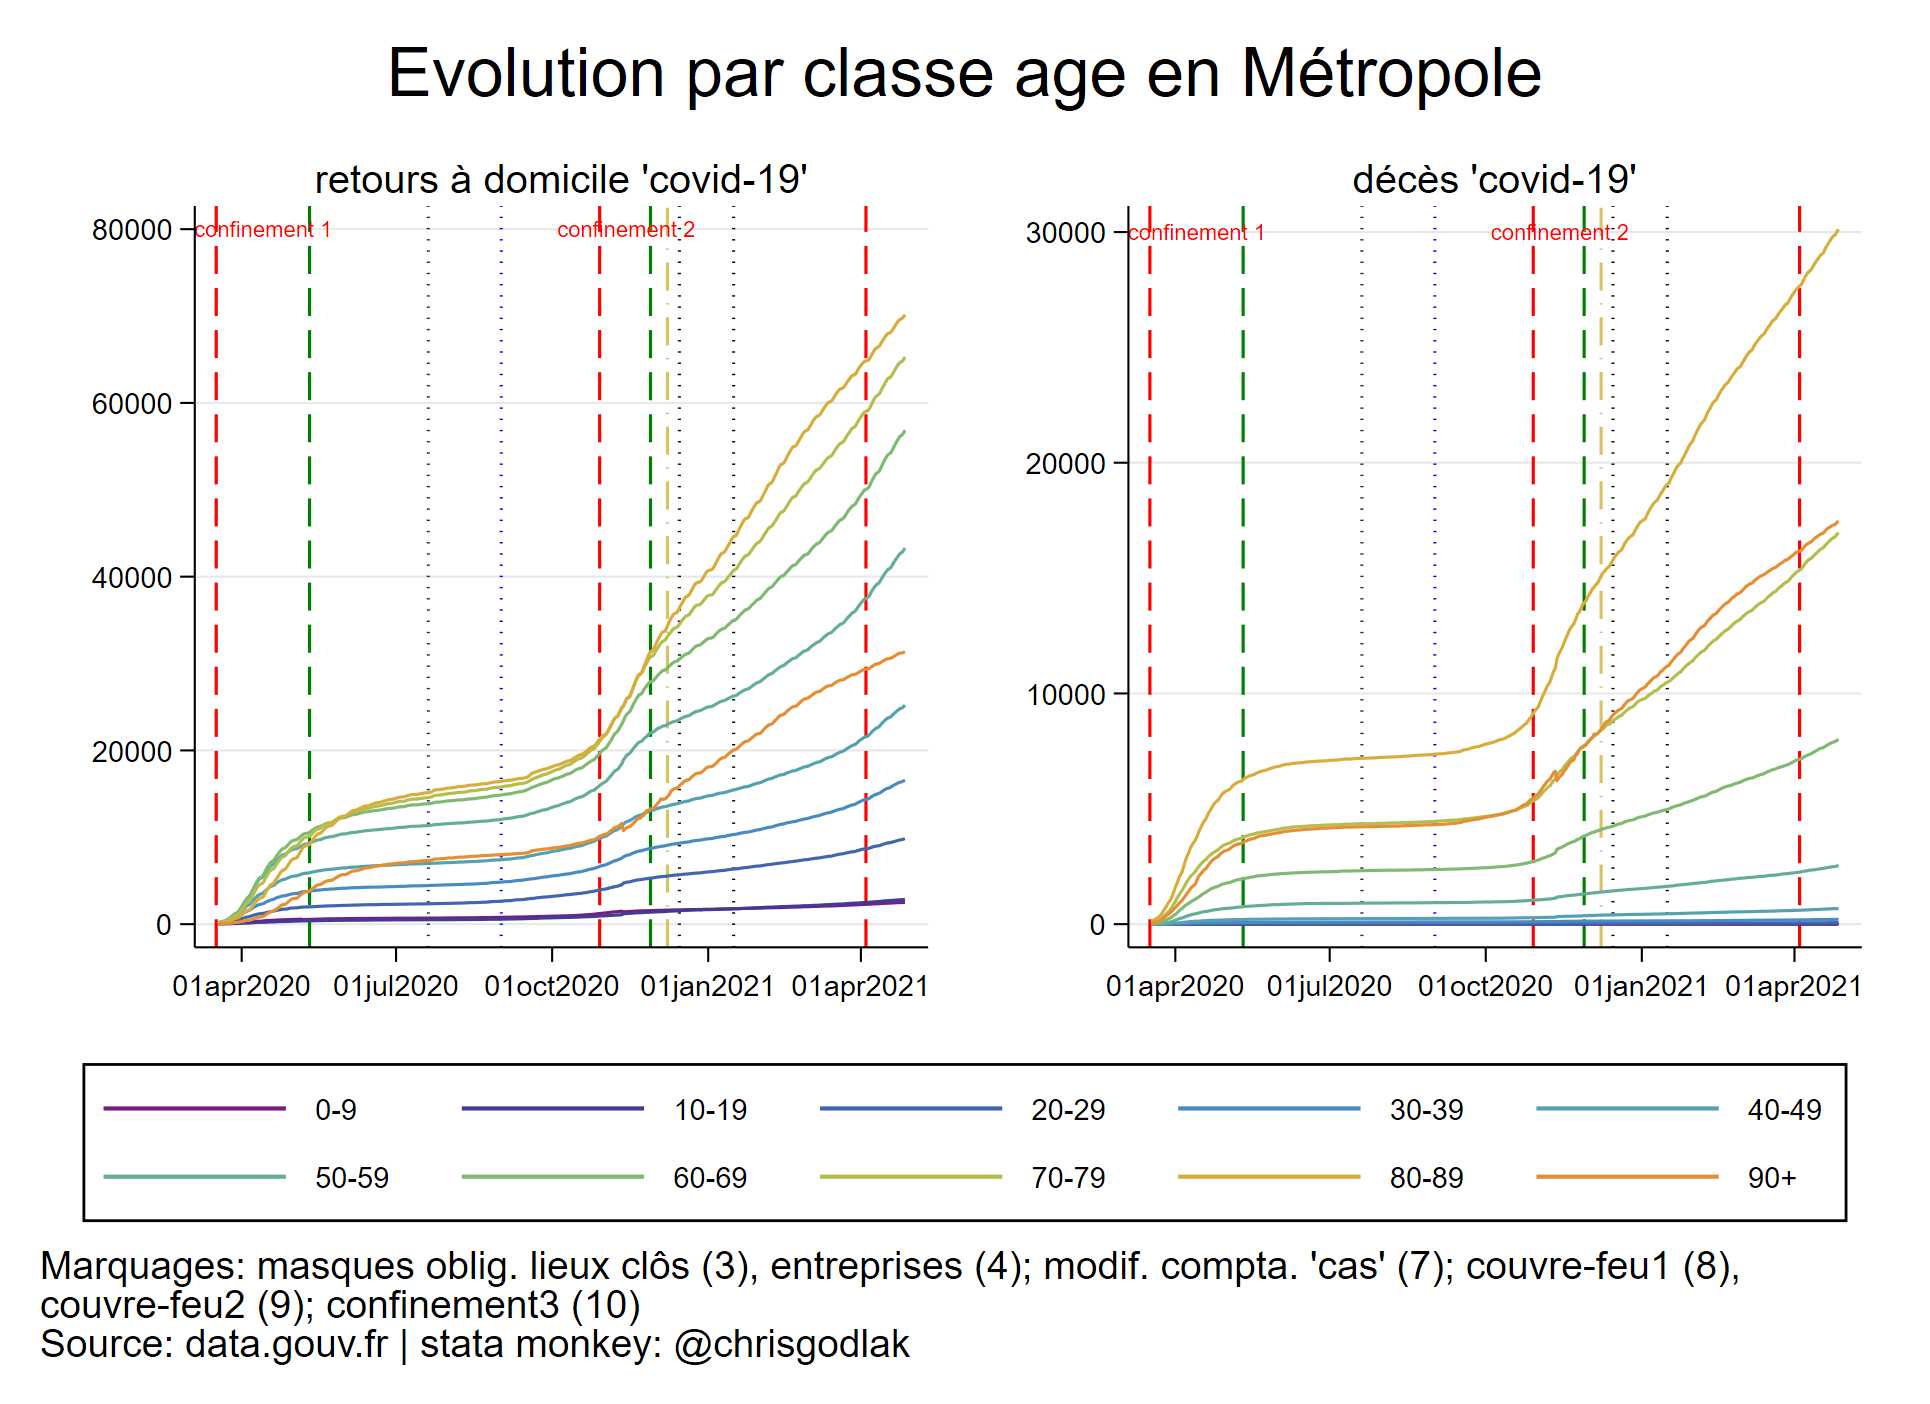 Evolution par classe age en Métropole
retours à domicile 'covid-19'
80000
60000
40000
20000
0
confinement 1
confinement 2
01apr2020
01jul2020
01oct2020
01jan2021
01apr2021
décès 'covid-19'
30000
20000
10000
0
confinement 1
confinement 2
01apr2020
01jul2020
01oct2020
01jan2021
01apr2021
0-9
10-19
20-29
30-39
40-49
50-59
60-69
70-79
80-89
90+
Marquages: masques oblig. lieux clôs (3), entreprises (4); modif. compta. 'cas' (7); couvre-feu1 (8),
couvre-feu2 (9); confinement3 (10)
Source: data.gouv.fr | stata monkey: @chrisgodlak